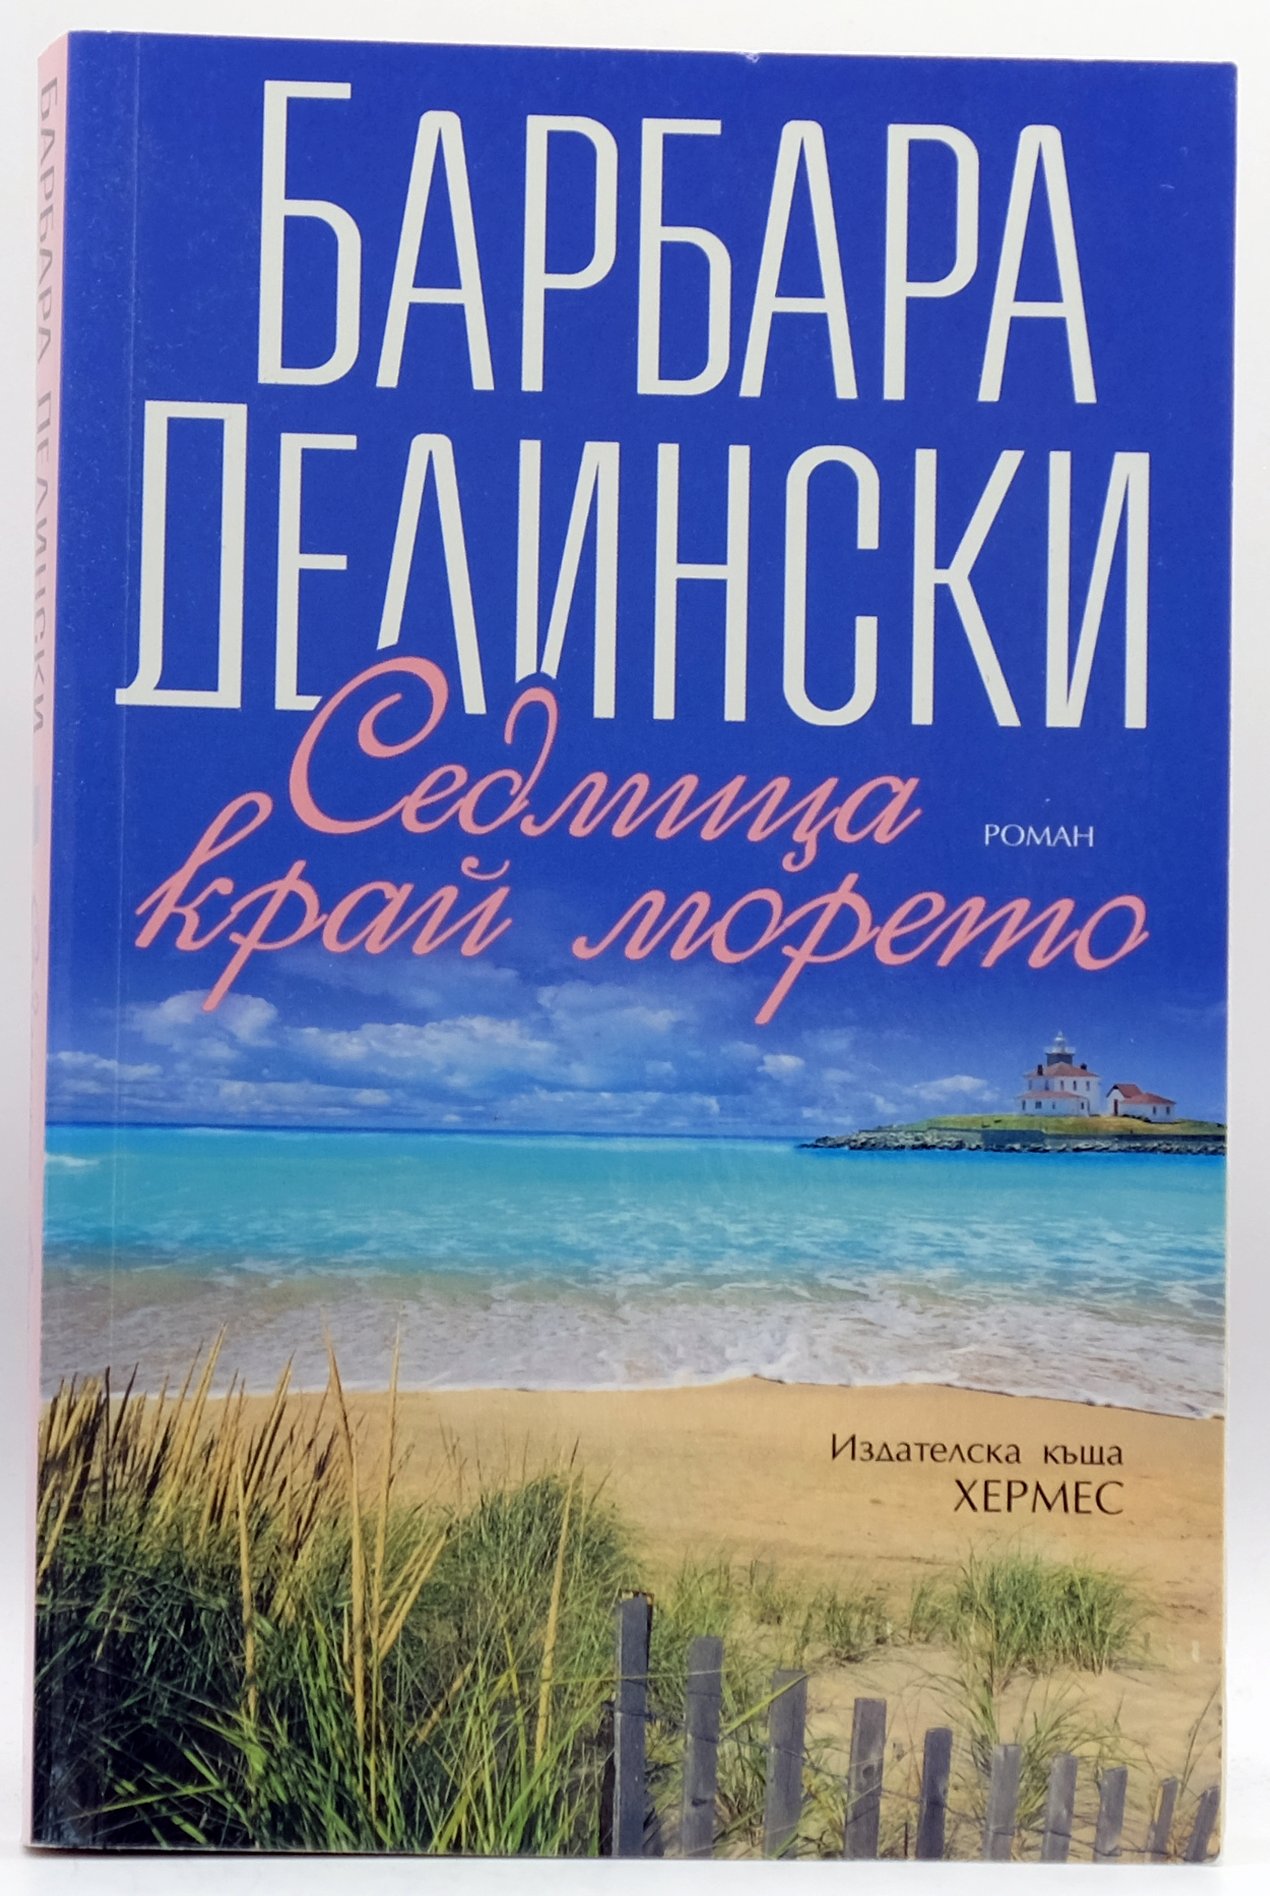 БАРБАРА
ДЕЛИНСКИ
Седмица
край морето
РОМАН
Издателска къща
ХЕРМЕС
БАРБАРА ДЕЛИНСКИ